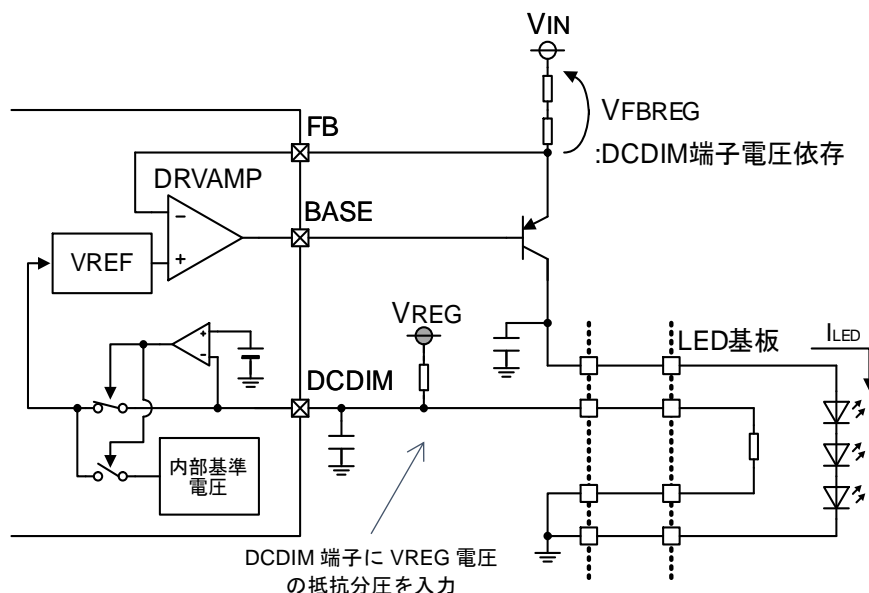 VIN
FB
VFBREG
:DCDIM端子電圧依存
DRVAMP
BASE
−
+
VREF
VREG
LED基板
ILED
+
−
DCDIM
内部基準
電圧
DCDIM 端子に VREG 電圧
の抵抗分圧を入力